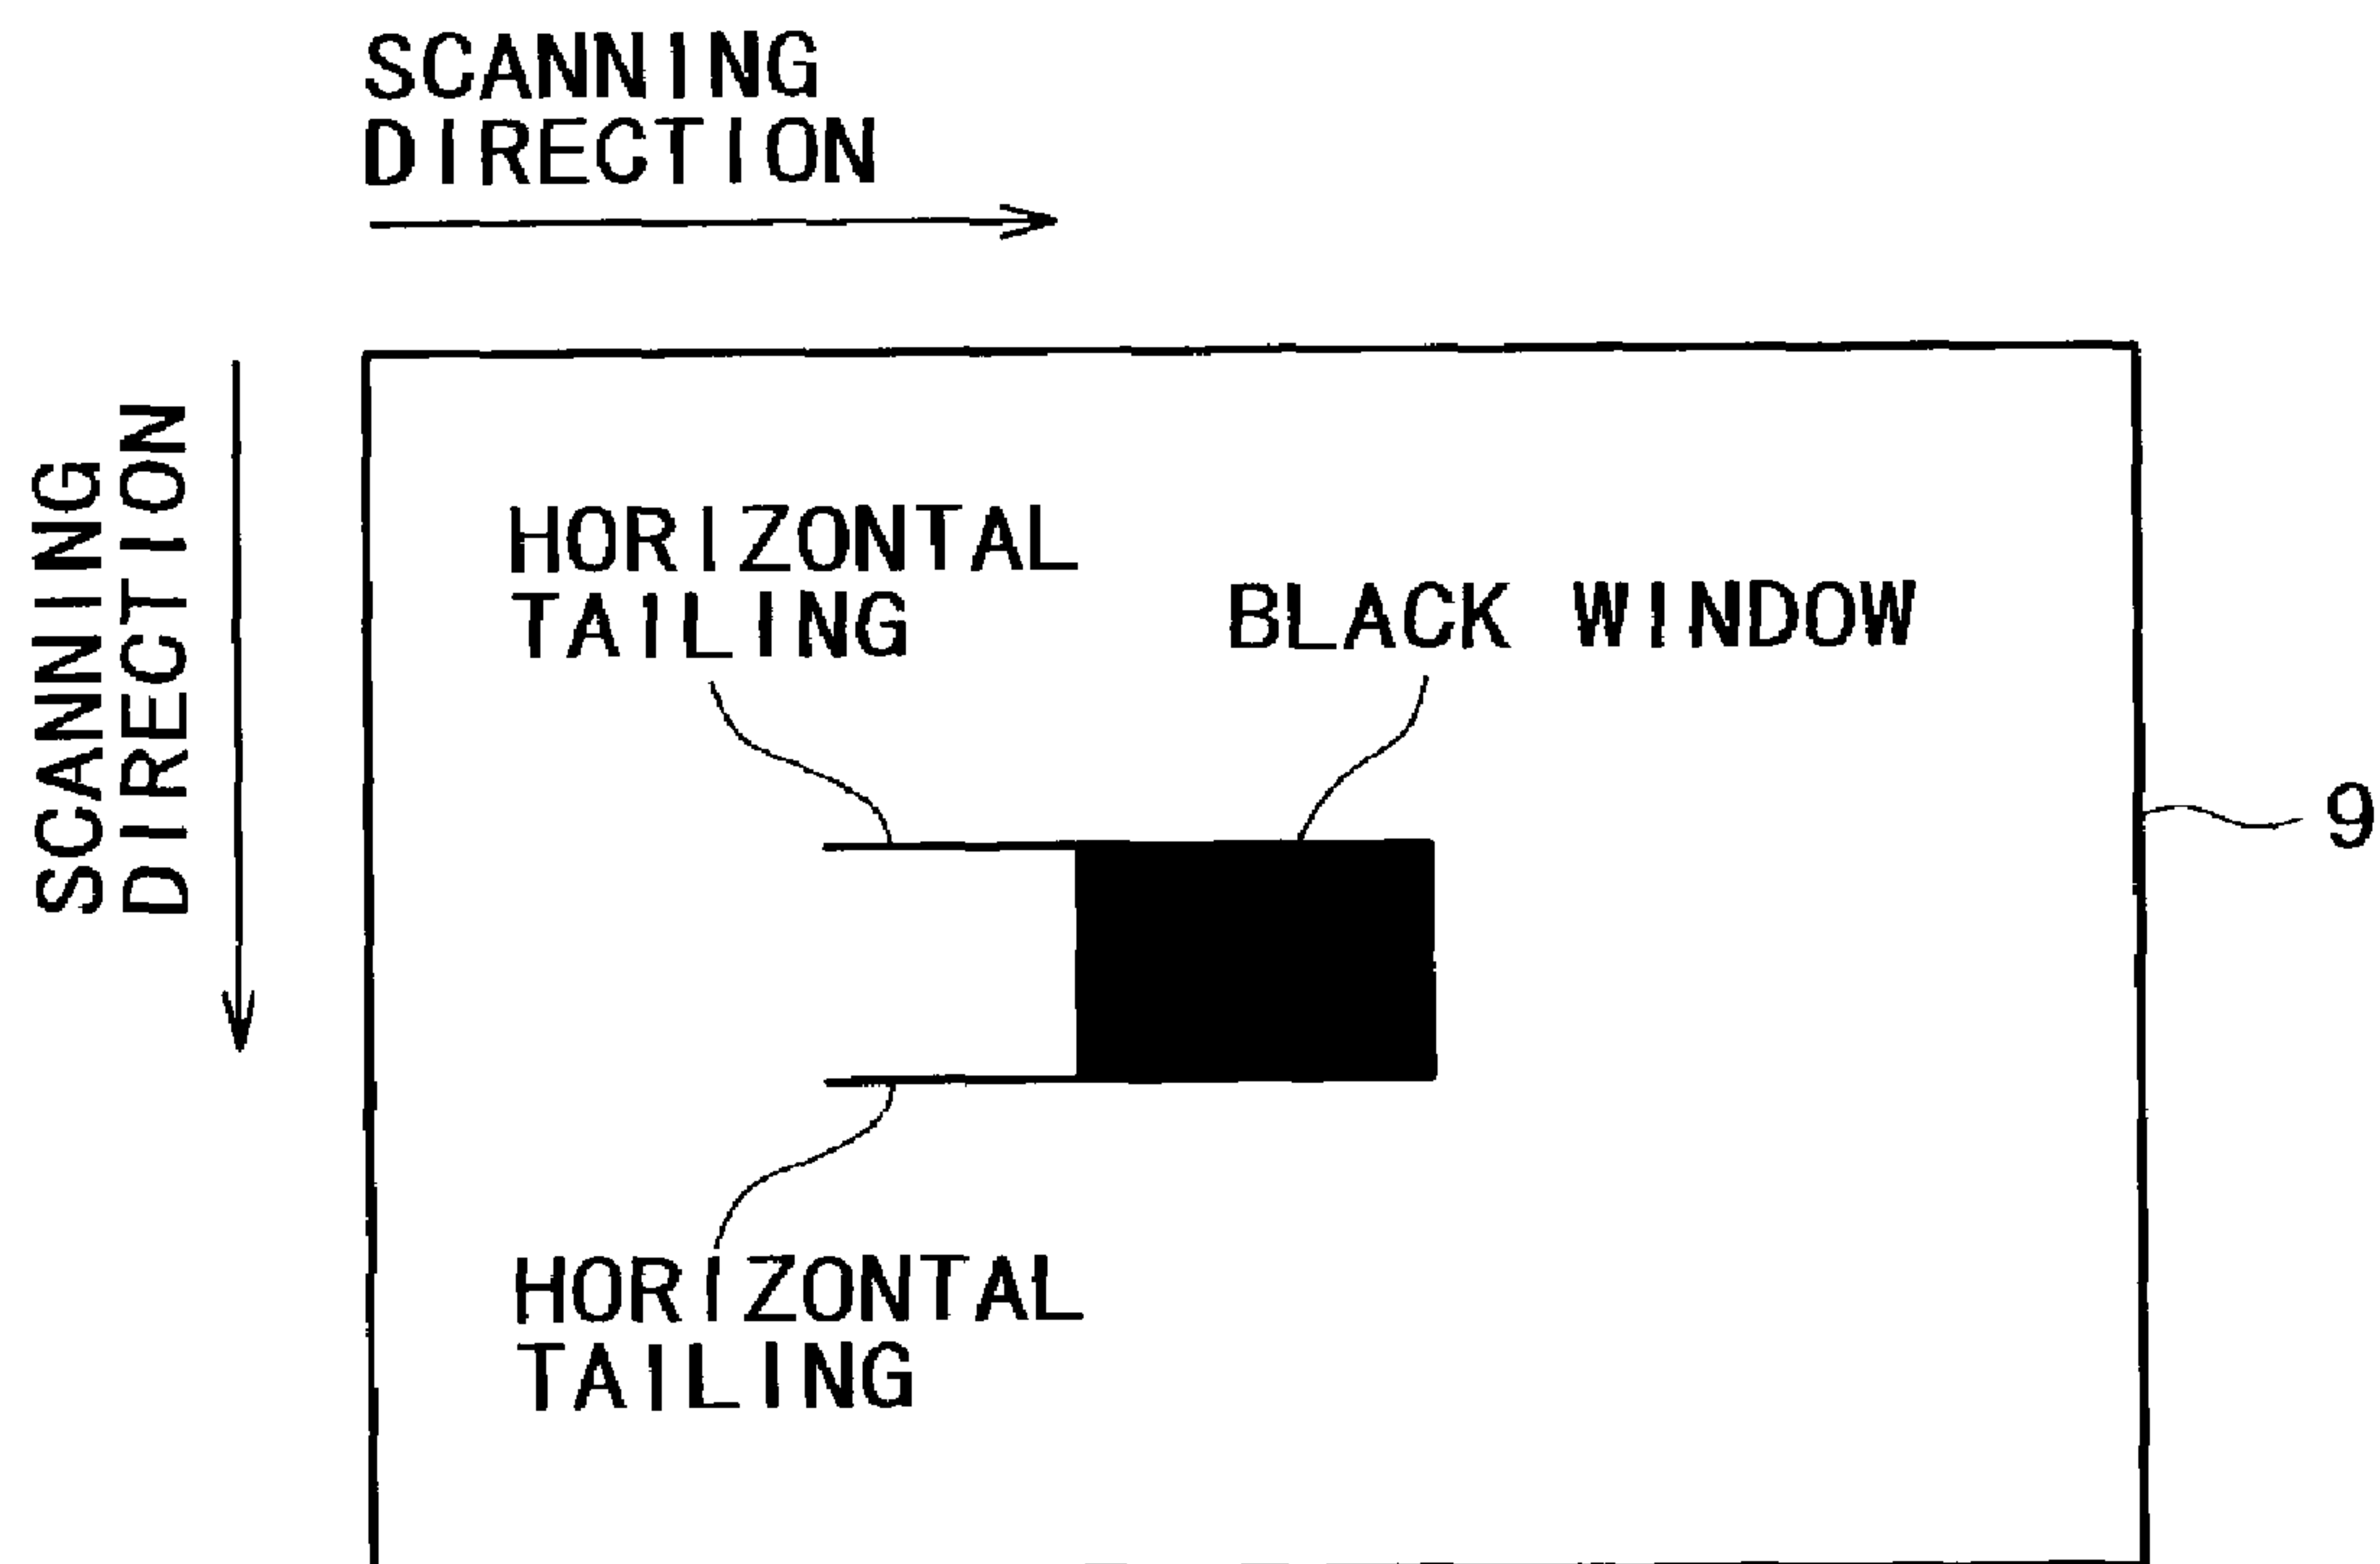 SCANNING
DIRECTION
SCANNING
DIRECTION
HORIZONTAL
TAILING
BLACK WINDOW
9
HORIZONTAL
TAILING